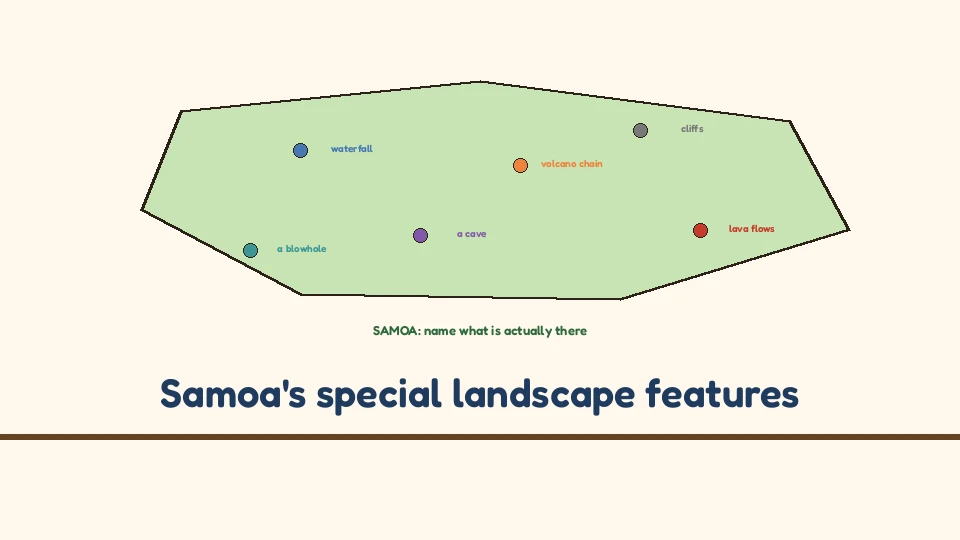 cliffs
waterfall
volcano chain
lava flows
a cave
a blowhole
SAMOA: name what is actually there
Samoa's special landscape features